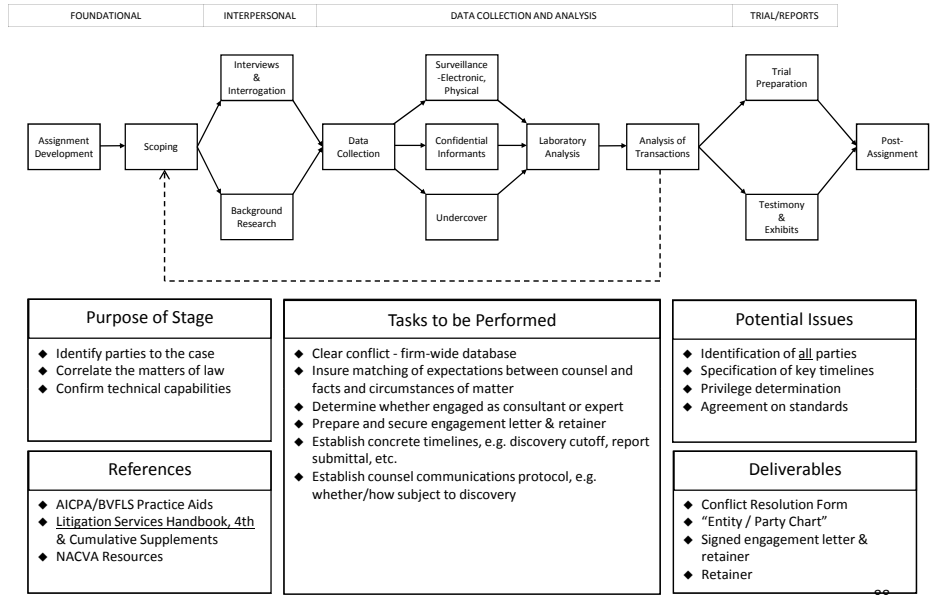 FOUNDATIONAL
INTERPERSONAL
DATA COLLECTION AND ANALYSIS
TRIAL/REPORTS
Interviews
&
Interrogation
Surveillance
-Electronic,
Physical
Trial
Preparation
Assignment
Development
Scoping
Data
Collection
Confidential
Informants
Laboratory
Analysis
Analysis of
Transactions
Post-
Assignment
Background
Research
Undercover
Testimony
&
Exhibits
Purpose of Stage
◆ Identify parties to the case
◆ Correlate the matters of law
◆ Confirm technical capabilities
References
◆ AICPA/BVFLS Practice Aids
◆ Litigation Services Handbook, 4th
& Cumulative Supplements
◆ NACVA Resources
Tasks to be Performed
◆ Clear conflict - firm-wide database
◆ Insure matching of expectations between counsel and
facts and circumstances of matter
◆ Determine whether engaged as consultant or expert
◆ Prepare and secure engagement letter & retainer
◆ Establish concrete timelines, e.g. discovery cutoff, report
submittal, etc.
◆ Establish counsel communications protocol, e.g.
whether/how subject to discovery
Potential Issues
◆ Identification of all parties
◆ Specification of key timelines
◆ Privilege determination
◆ Agreement on standards
Deliverables
◆ Conflict Resolution Form
◆ “Entity / Party Chart”
◆ Signed engagement letter &
retainer
◆ Retainer